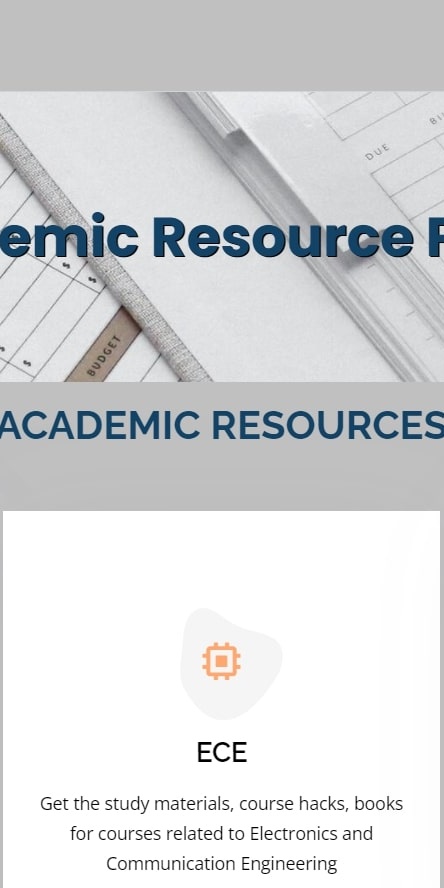 DUE
emic Resource
BUDGET
ACADEMIC RESOURCES
ECE
Get the study materials, course hacks, books
for courses related to Electronics and
Communication Engineering